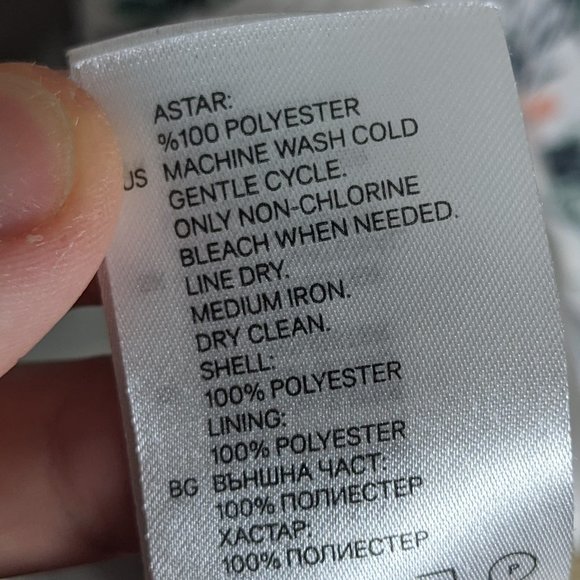 ASTAR:
%100 POLYESTER
US MACHINE WASH COLD
GENTLE CYCLE.
ONLY NON-CHLORINE
BLEACH WHEN NEEDED.
LINE DRY.
MEDIUM IRON.
DRY CLEAN.
SHELL:
100% POLYESTER
LINING:
100% POLYESTER
BG ВЪНШНА ЧАСТ:
100% ПОЛИЕСТЕР
ХАСТАР:
100% ПОЛИЕСТЕР
P